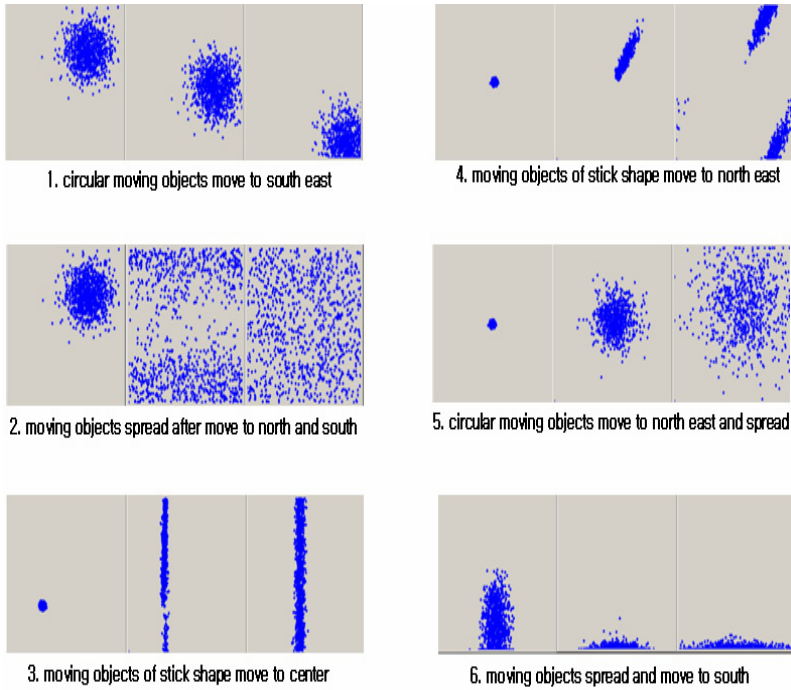 1. circular moving objects move to south east
4. moving objects of stick shape move to north east
2. moving objects spread after move to north and south
5. circular moving objects move to north east and spread
3. moving objects of stick shape move to center
6. moving objects spread and move to south